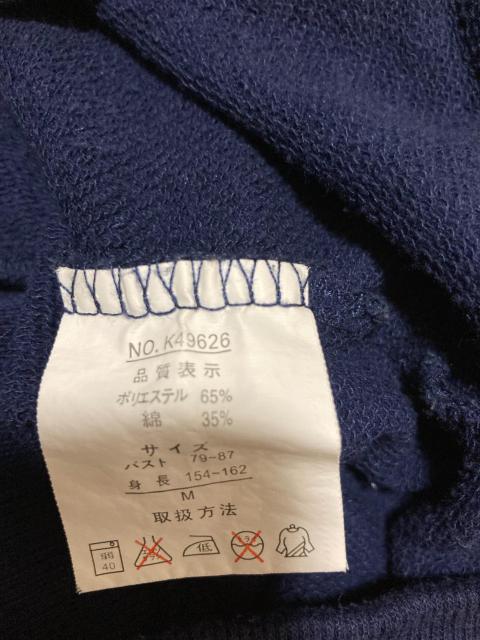 NO. K49626
品質表示
ポリエステル 65%
綿 35%
サイズ
バスト 79-87
身長 154-162
M
取扱方法
弱 40 低